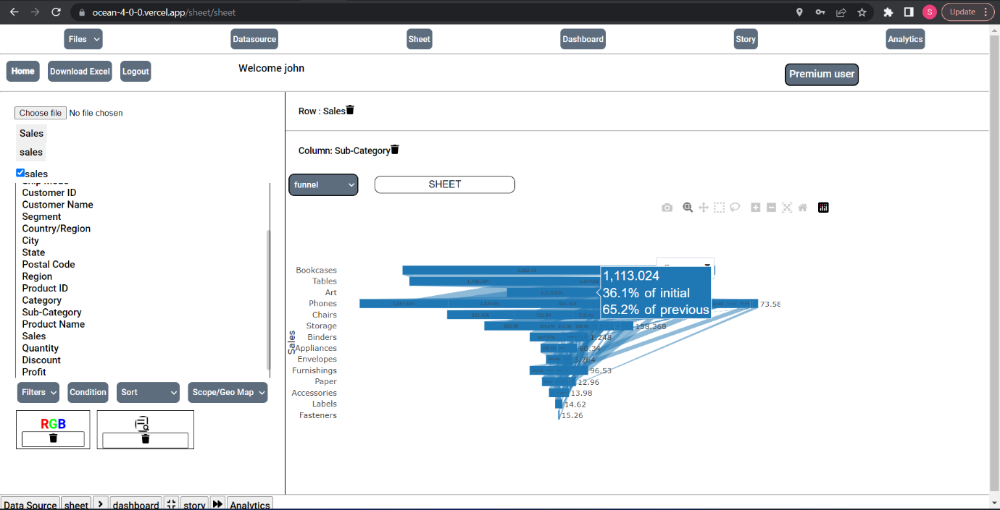 ocean-4-0-0.vercel.app/sheet/sheet
S
Update
Files
Datasource
Sheet
Dashboard
Story
Analytics
Home
Download Excel
Logout
Welcome john
Premium user
Choose file No file chosen
Sales
sales
sales
Customer ID
Customer Name
Segment
Country/Region
City
State
Postal Code
Region
Product ID
Category
Sub-Category
Product Name
Sales
Quantity
Discount
Profit
Filters
Condition
Sort
Scope/Geo Map
RGB
Row : Sales
Column: Sub-Category
funnel
SHEET
Sales
Bookcases
Tables
Art
Phones
73.58
Chairs
Storage
158.368
Binders
1.248
Appliances
60.34
Envelopes
3.264
Furnishings
96.53
Paper
12.96
Accessories
13.98
Labels
14.62
Fasteners
15.26
1,113.024
36.1% of initial
65.2% of previous
Data Source
sheet
dashboard
story
Analytics